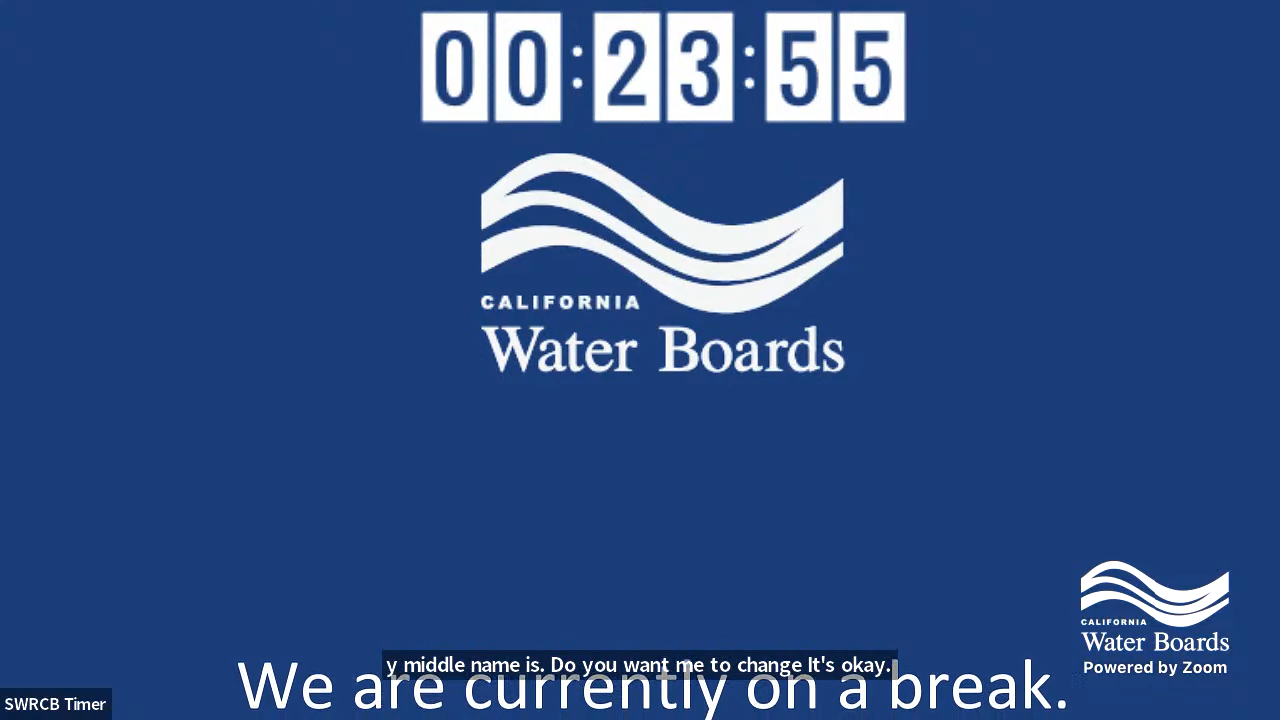 00:23:55
CALIFORNIA
Water Boards
CALIFORNIA
Water Boards
Powered by Zoom
y middle name is. Do you want me to change It's okay.
We are currently on a break.
SWRCB Timer